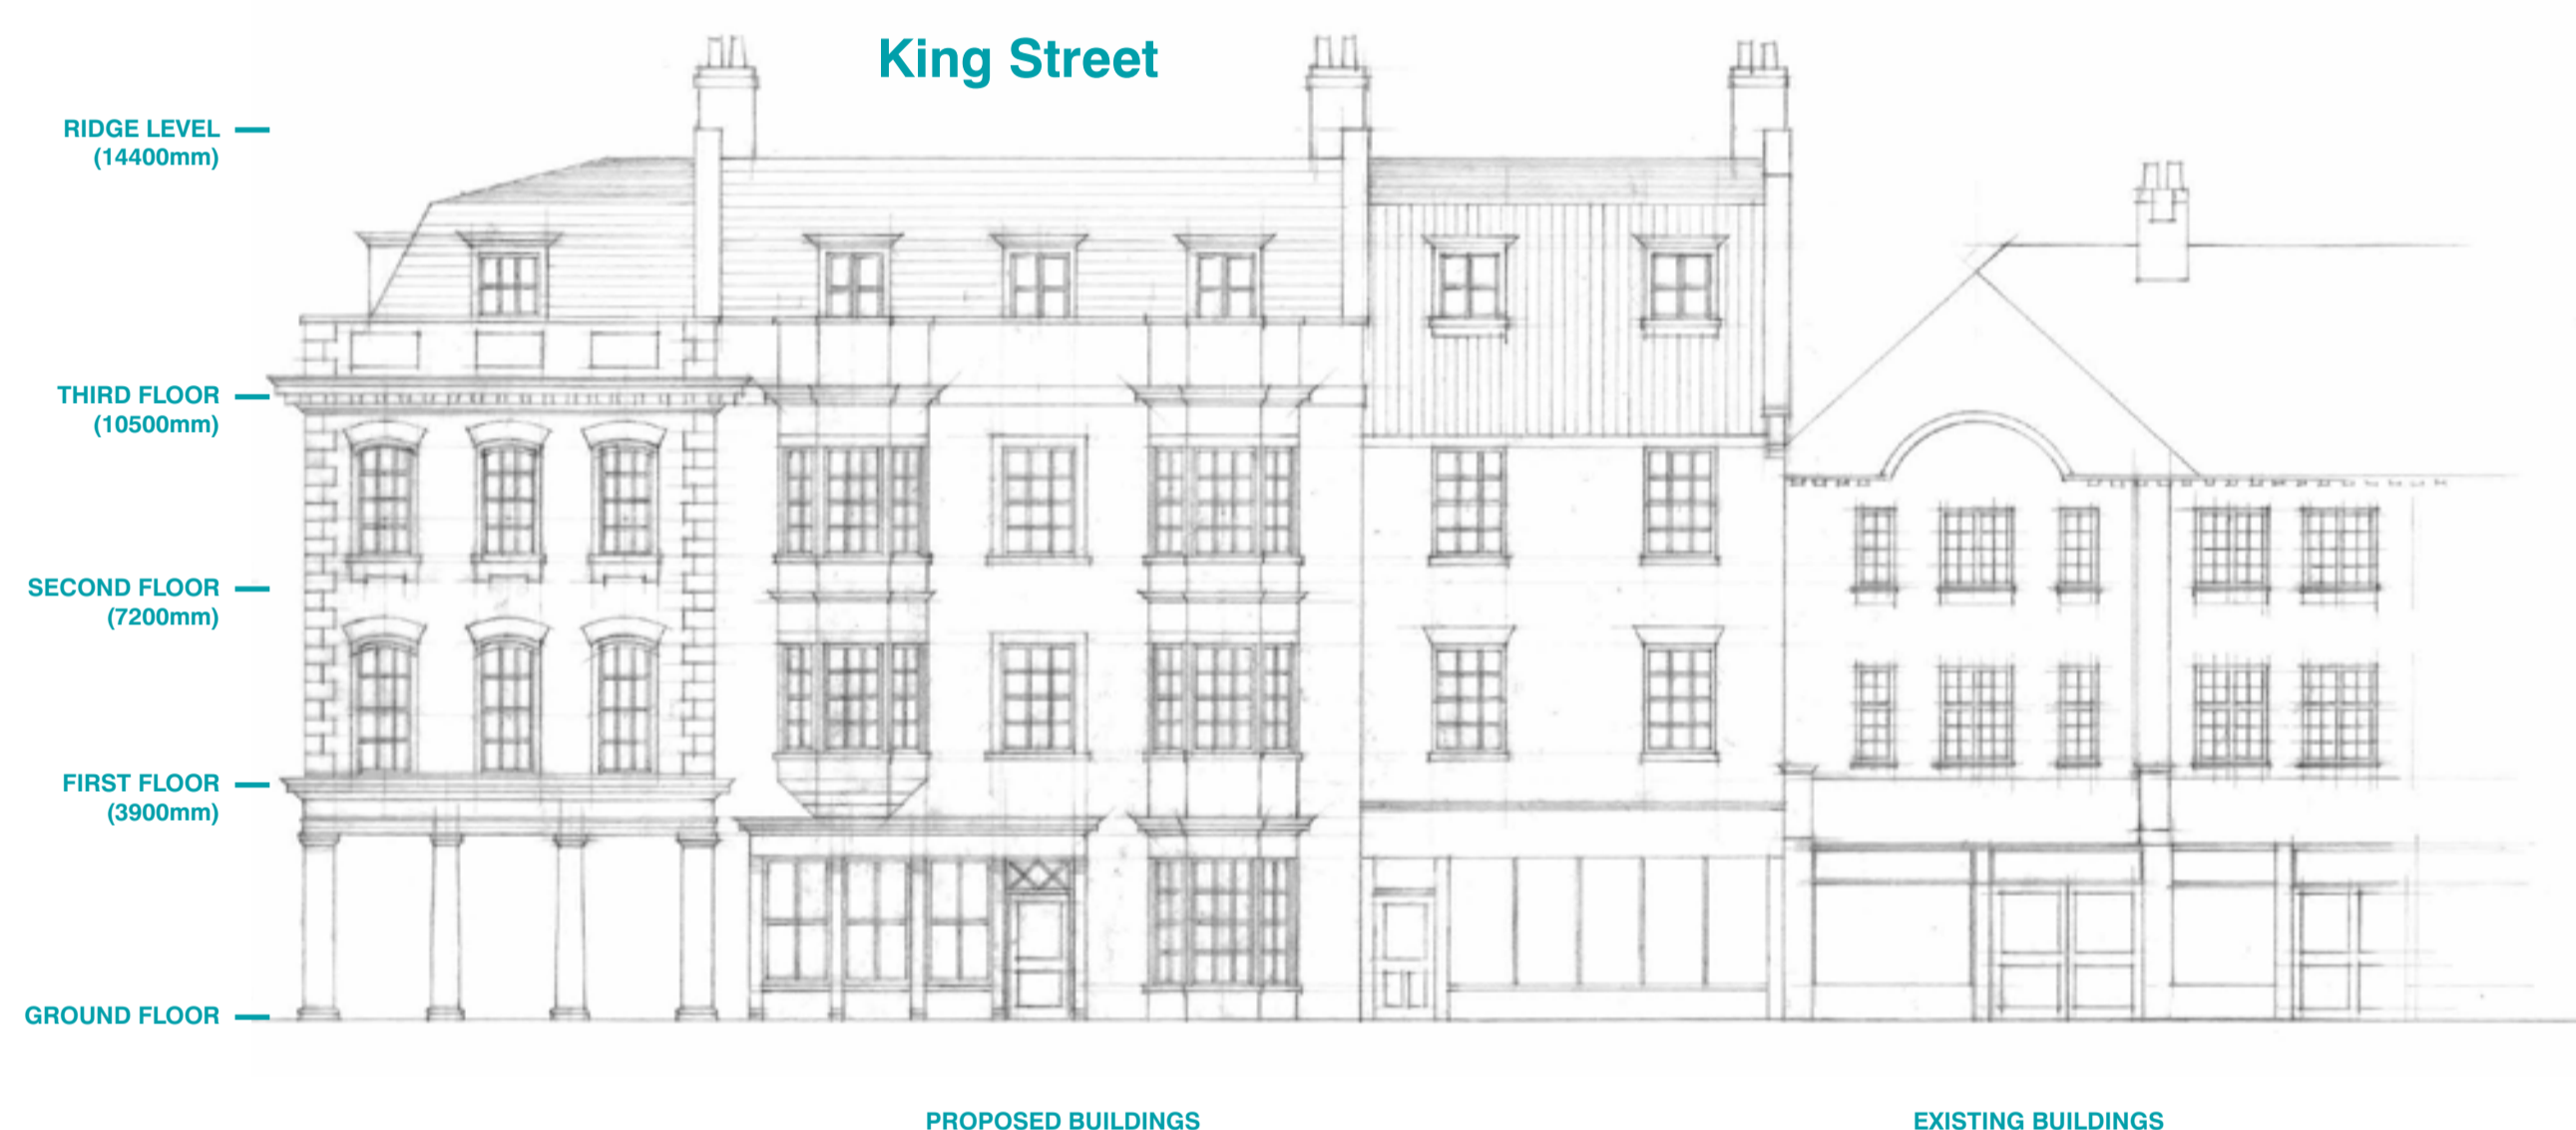 King Street
RIDGE LEVEL
(14400mm)
THIRD FLOOR
(10500mm)
SECOND FLOOR
(7200mm)
FIRST FLOOR
(3900mm)
GROUND FLOOR
PROPOSED BUILDINGS
EXISTING BUILDINGS